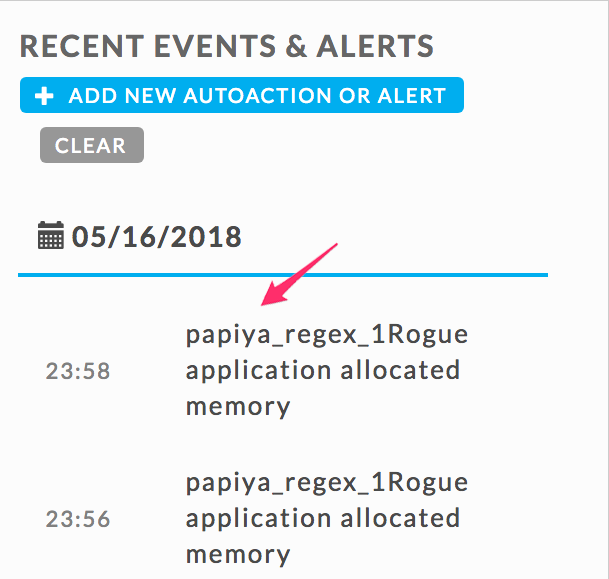 RECENT EVENTS & ALERTS
+ ADD NEW AUTOACTION OR ALERT
CLEAR
05/16/2018
23:58
papiya_regex_1Rogue
application allocated
memory
23:56
papiya_regex_1Rogue
application allocated
memory